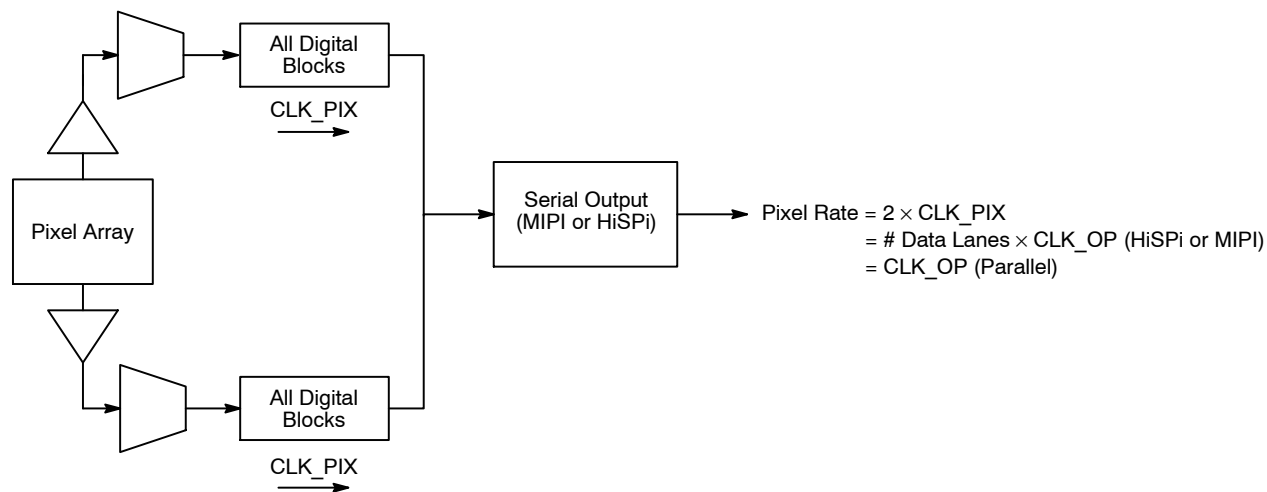 All Digital
Blocks
CLK_PIX
Pixel Array
Serial Output
(MIPI or HiSPi)
Pixel Rate = 2 × CLK_PIX
= # Data Lanes × CLK_OP (HiSPi or MIPI)
= CLK_OP (Parallel)
All Digital
Blocks
CLK_PIX